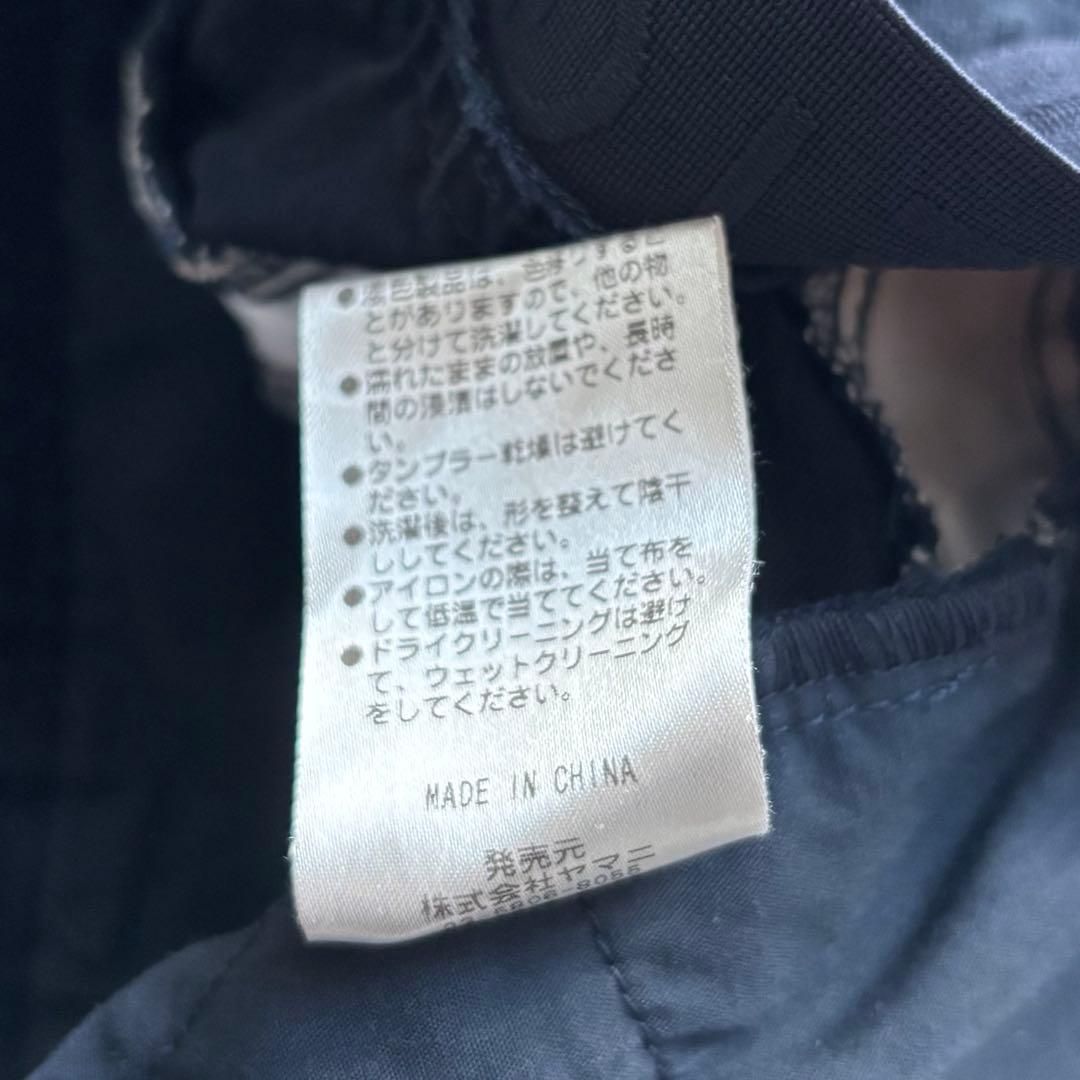 ●濃色製品は、色移りするこ
とがありますので、他の物
と分けて洗濯してください。
●濡れたままの放置や、長時
間の浸漬はしないでくださ
い。
●タンブラー乾燥は避けてく
ださい。
●洗濯後は、形を整えて陰干
ししてください。
●アイロンの際は、当て布を
して低温で当ててください。
●ドライクリーニングは避け
て、ウェットクリーニング
をしてください。
MADE IN CHINA
発売元
株式会社ヤマニ